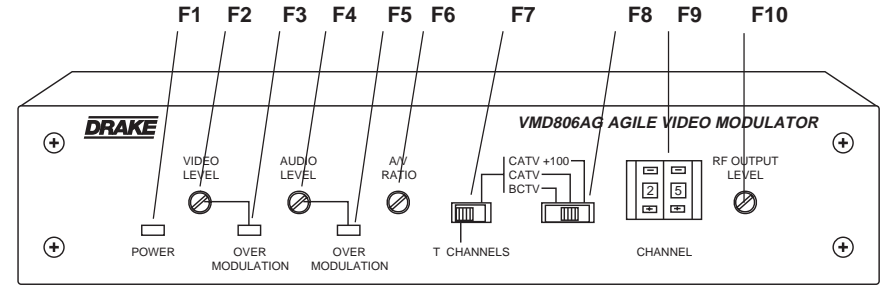 F1 F2 F3 F4 F5 F6 F7 F8 F9 F10
DRAKE
VMD806AG AGILE VIDEO MODULATOR
VIDEO
LEVEL
AUDIO
LEVEL
A/V
RATIO
CATV +100
CATV
BCTV
- -
2 5
+ +
RF OUTPUT
LEVEL
POWER
OVER
MODULATION
OVER
MODULATION
T CHANNELS
CHANNEL